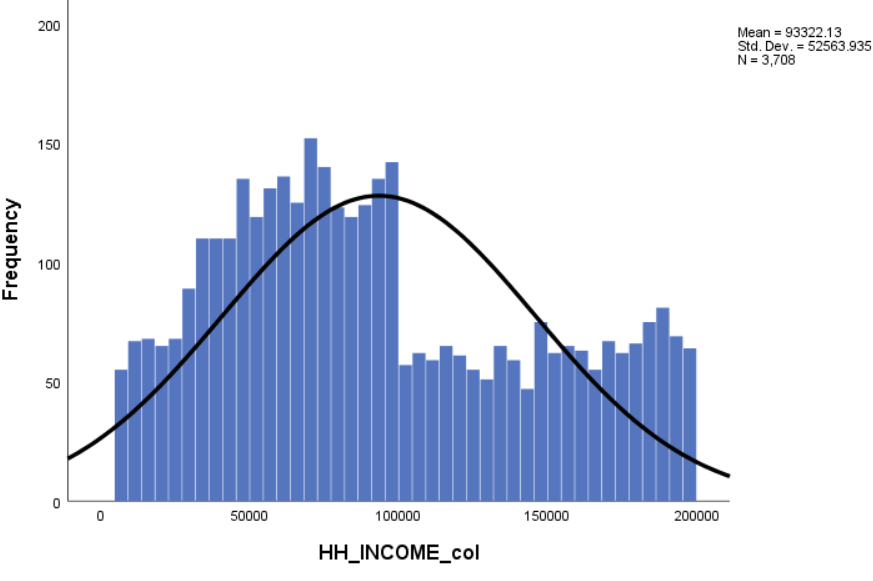 200
150
100
50
0
Frequency
0
50000
100000
150000
200000
HH_INCOME_col
Mean = 93322.13
Std. Dev. = 52563.935
N = 3,708